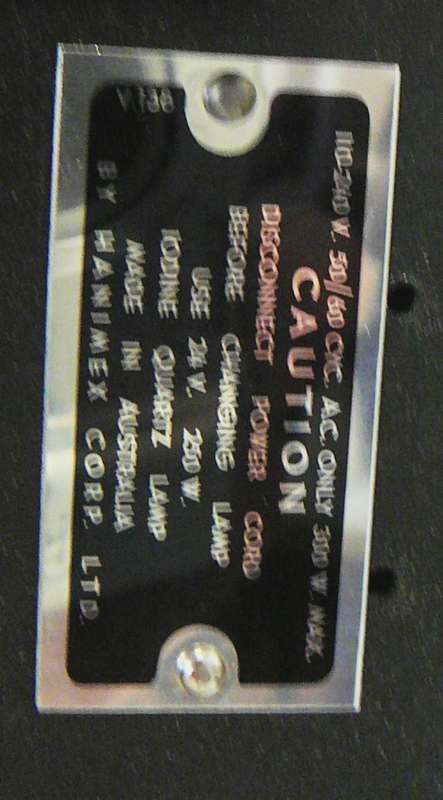 110-240 V. 50/60 CYC. A.C. ONLY 300 W. MAX.
CAUTION
DISCONNECT POWER CORD
BEFORE CHANGING LAMP
USE 24 V. 250 W.
IODINE QUARTZ LAMP
MADE IN AUSTRALIA
BY HANIMEX CORP. LTD.